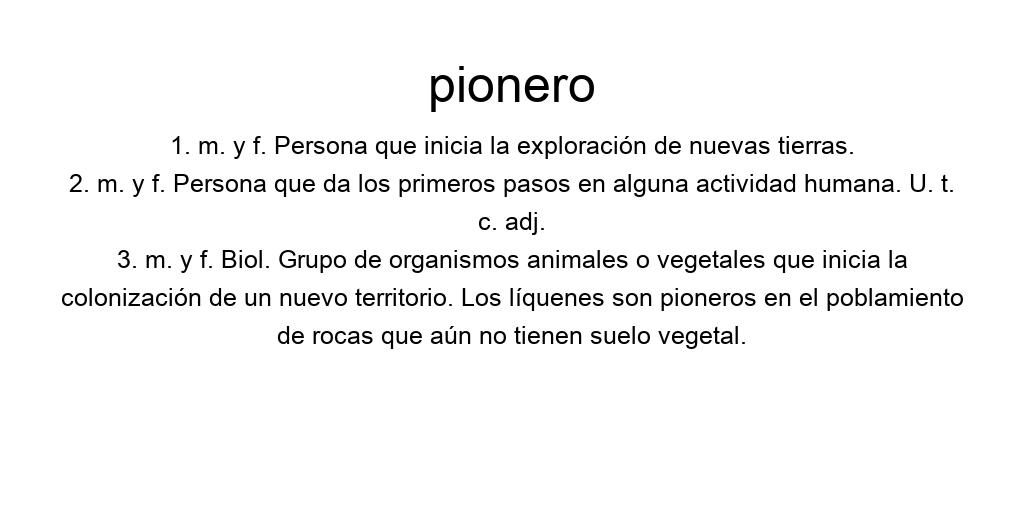 pionero
1. m. y f. Persona que inicia la exploración de nuevas tierras.
2. m. y f. Persona que da los primeros pasos en alguna actividad humana. U. t.
c. adj.
3. m. y f. Biol. Grupo de organismos animales o vegetales que inicia la
colonización de un nuevo territorio. Los líquenes son pioneros en el poblamiento
de rocas que aún no tienen suelo vegetal.